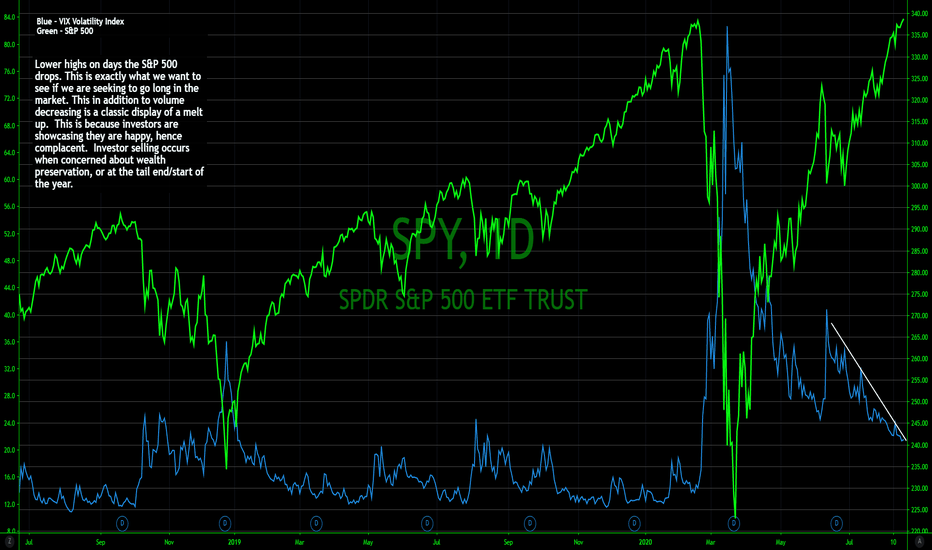 Blue - VIX Volatility Index
Green - S&P 500
Lower highs on days the S&P 500
drops. This is exactly what we want to
see if we are seeking to go long in the
market. This in addition to volume
decreasing is a classic display of a melt
up. This is because investors are
showcasing they are happy, hence
complacent. Investor selling occurs
when concerned about wealth
preservation, or at the tail end/start of
the year.
SPY, 1D
SPDR S&P 500 ETF TRUST
84.0
80.0
76.0
72.0
68.0
64.0
60.0
56.0
52.0
48.0
44.0
40.0
36.0
32.0
28.0
24.0
20.0
16.0
12.0
8.0
340.00
335.00
330.00
325.00
320.00
315.00
310.00
305.00
300.00
295.00
290.00
285.00
280.00
275.00
270.00
265.00
260.00
255.00
250.00
245.00
240.00
235.00
230.00
225.00
220.00
D D D D D D D D
Z Jul Sep Nov 2019 Mar May Jul Sep Nov 2020 Mar May Jul 10 A